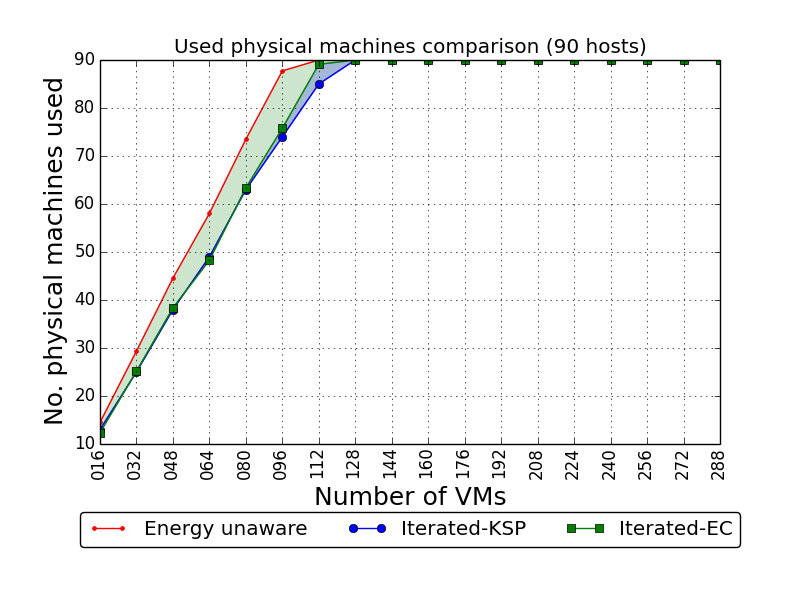 Used physical machines comparison (90 hosts)
No. physical machines used
90
80
70
60
50
40
30
20
10
016 032 048 064 080 096 112 128 144 160 176 192 208 224 240 256 272 288
Number of VMs
Energy unaware Iterated-KSP Iterated-EC